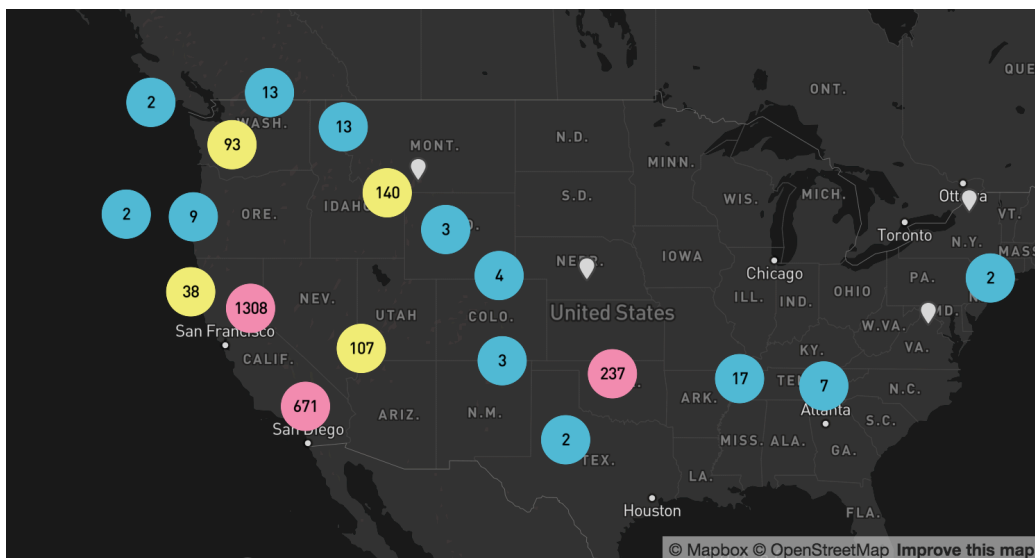 ONT.
QUE
2
13
WASH.
13
93
MONT.
N.D.
MINN.
140
IDAHO
S.D.
WIS.
MICH.
Ottawa
VT.
2
9
ORE.
3
Toronto
N.Y.
MASS
4
NEBR.
IOWA
Chicago
PA.
2
38
1308
NEV.
UTAH
COLO.
United States
ILL.
IND.
OHIO
MD.
W.VA.
VA.
San Francisco
CALIF.
107
3
237
17
KY.
7
N.C.
671
ARIZ.
N.M.
ARK.
Atlanta
S.C.
San Diego
2
TEX.
MISS.
ALA.
GA.
LA.
Houston
FLA.
© Mapbox © OpenStreetMap Improve this map